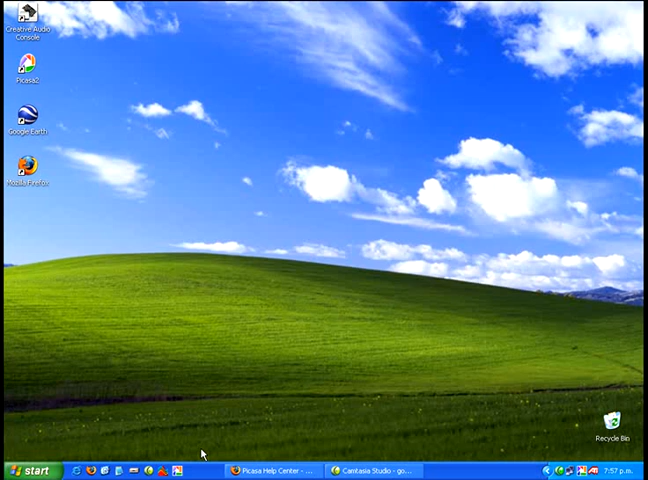 Creative Audio
Console
Picasa2
Google Earth
Mozilla Firefox
Recycle Bin
start
Picasa Help Center - ...
Camtasia Studio - go...
7:57 p.m.